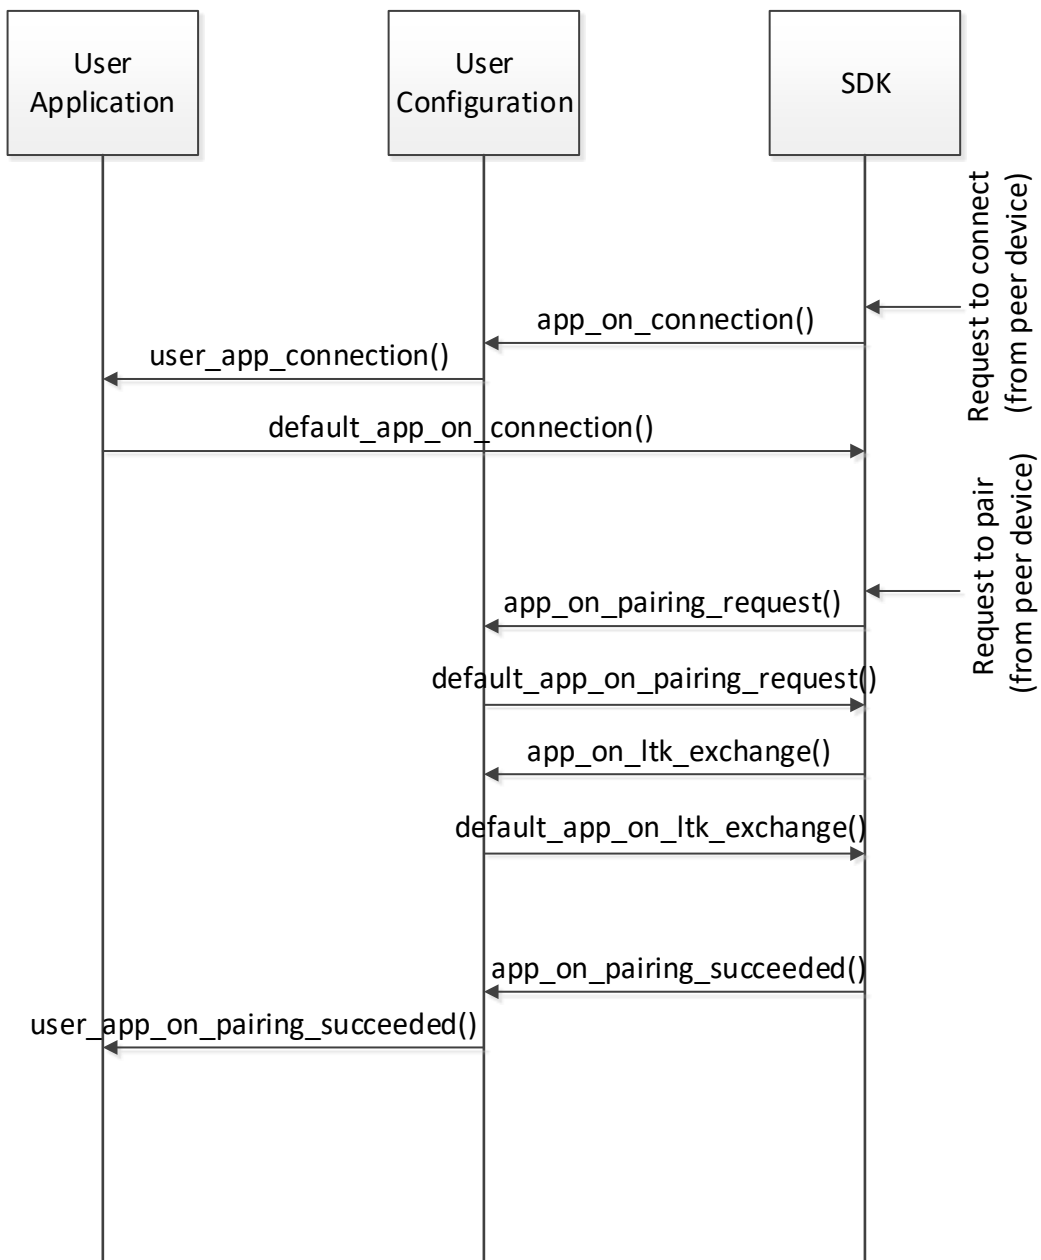 User
Application
User
Configuration
SDK
Request to connect
(from peer device)
app_on_connection()
user_app_connection()
default_app_on_connection()
Request to pair
(from peer device)
app_on_pairing_request()
default_app_on_pairing_request()
app_on_ltk_exchange()
default_app_on_ltk_exchange()
app_on_pairing_succeeded()
user_app_on_pairing_succeeded()